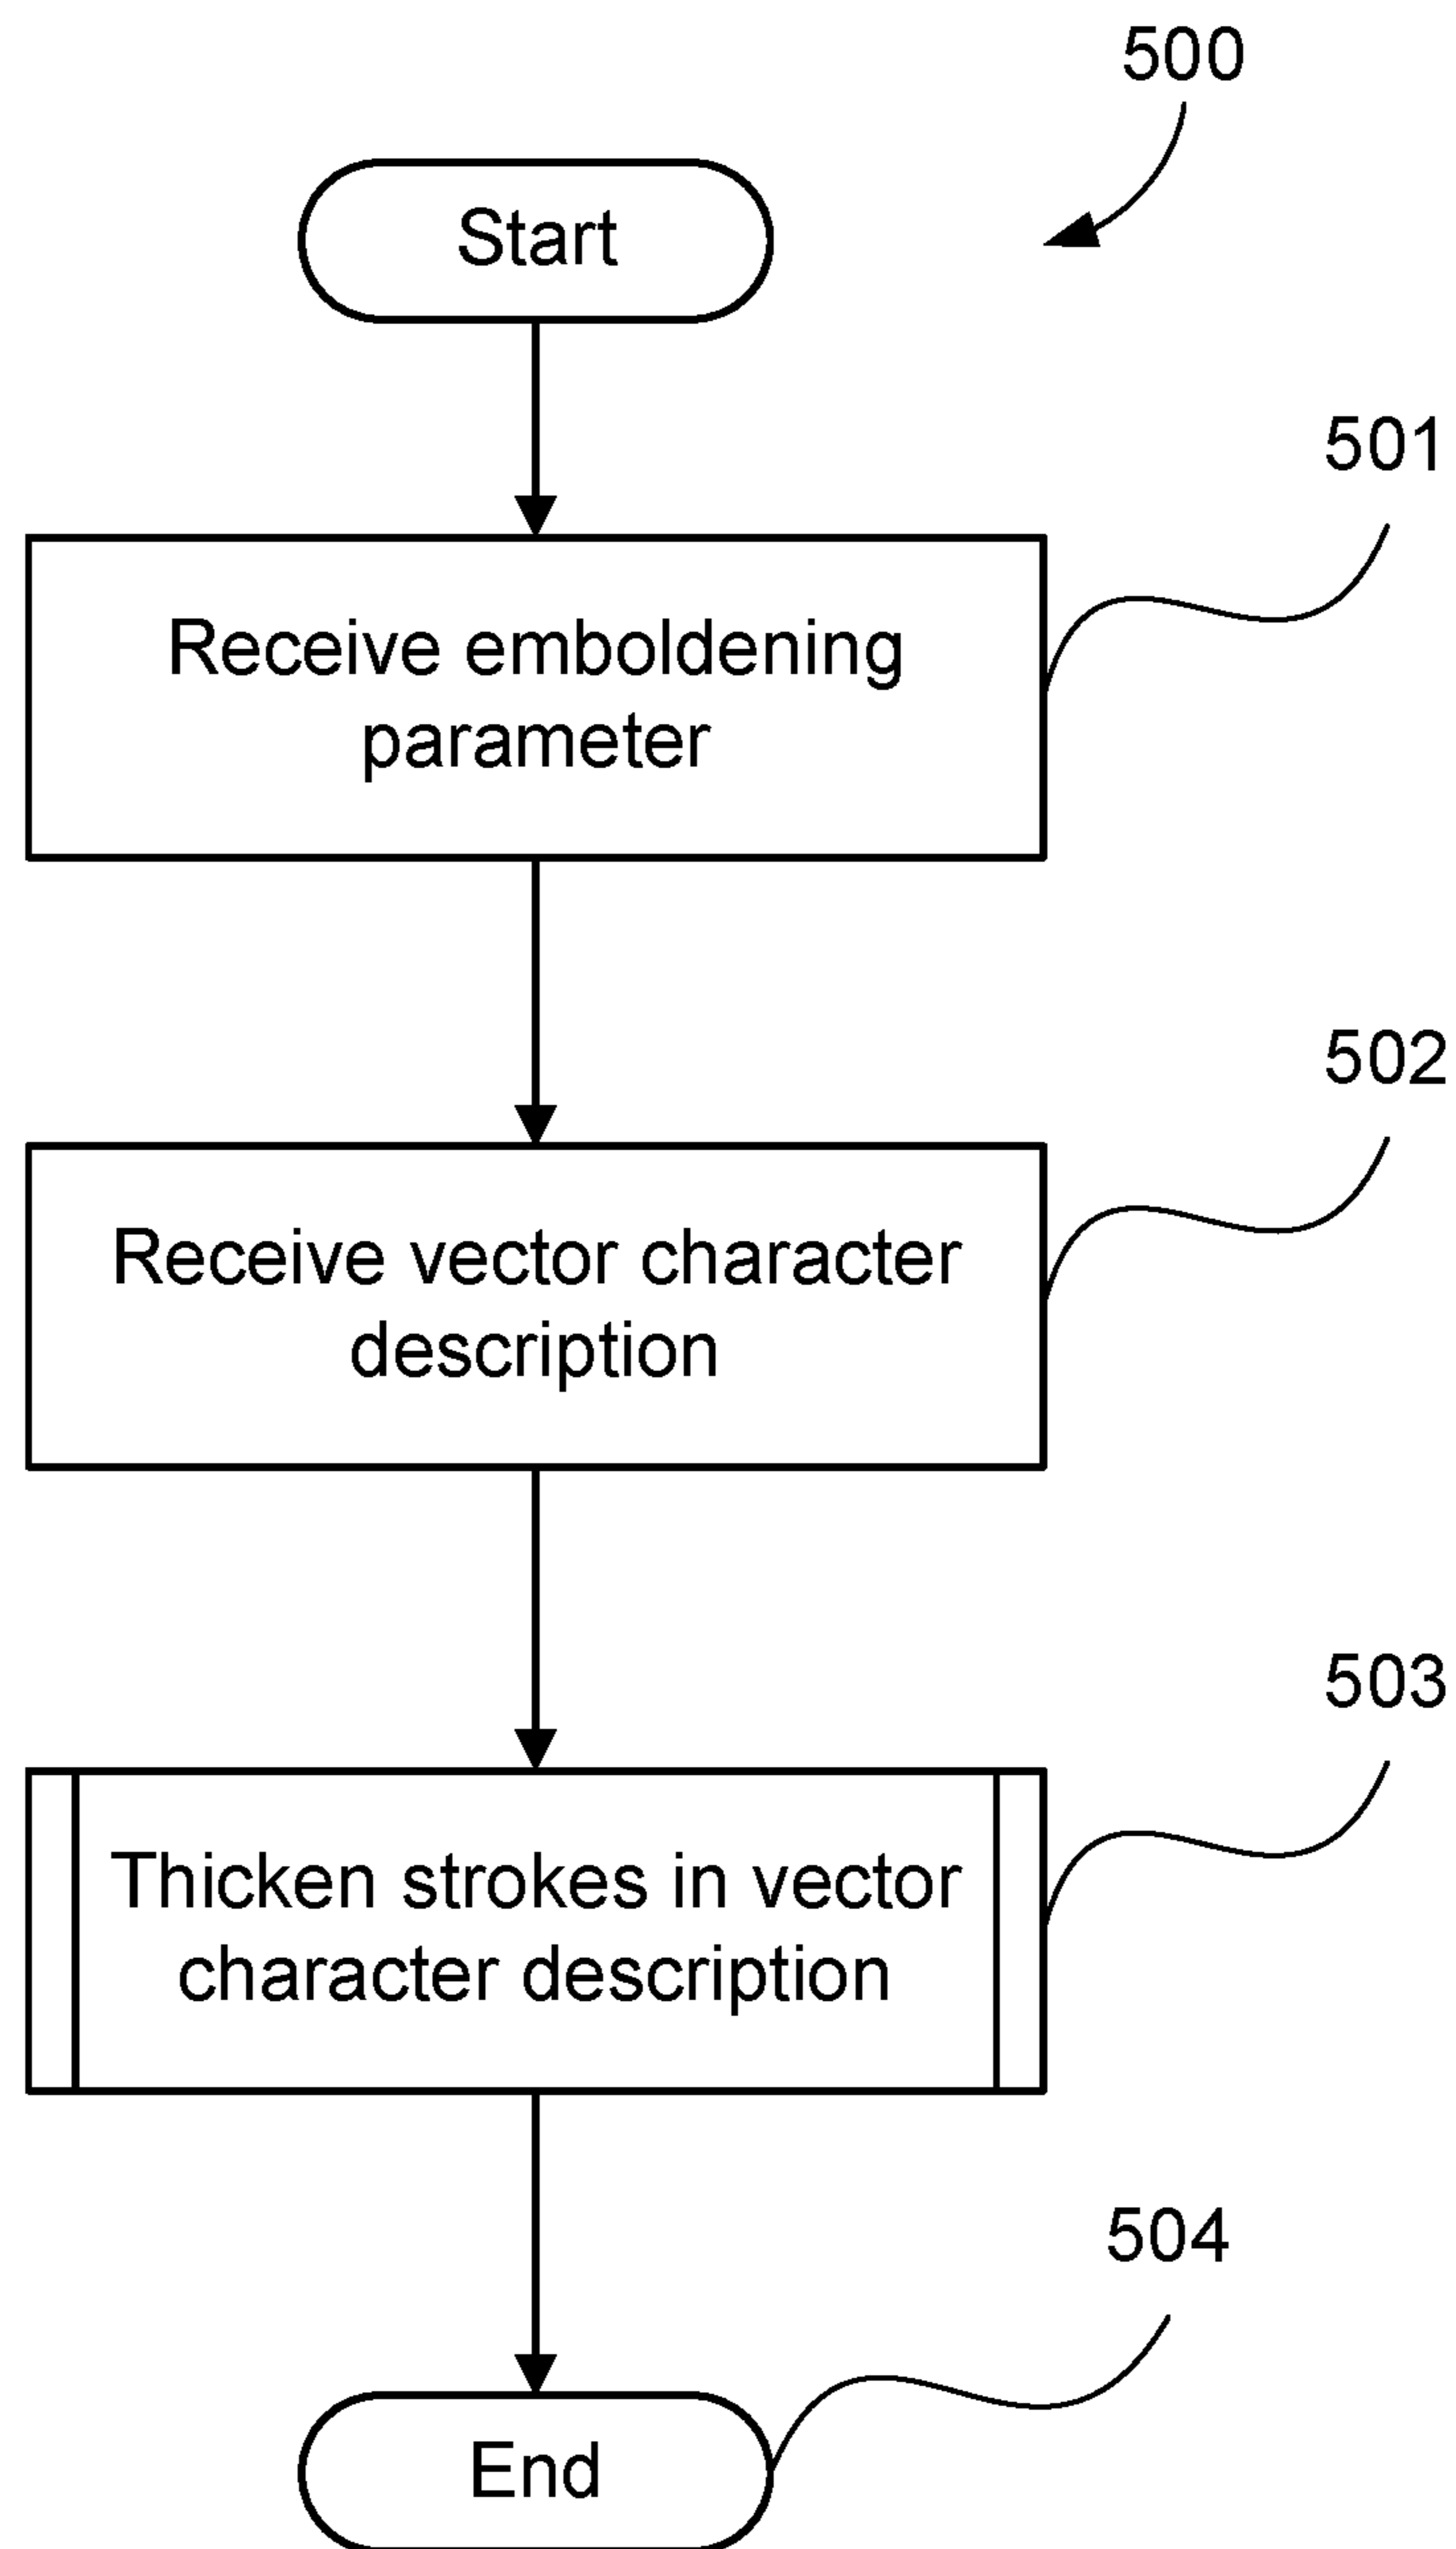 500
Start
501
Receive emboldening
parameter
502
Receive vector character
description
503
Thicken strokes in vector
character description
504
End